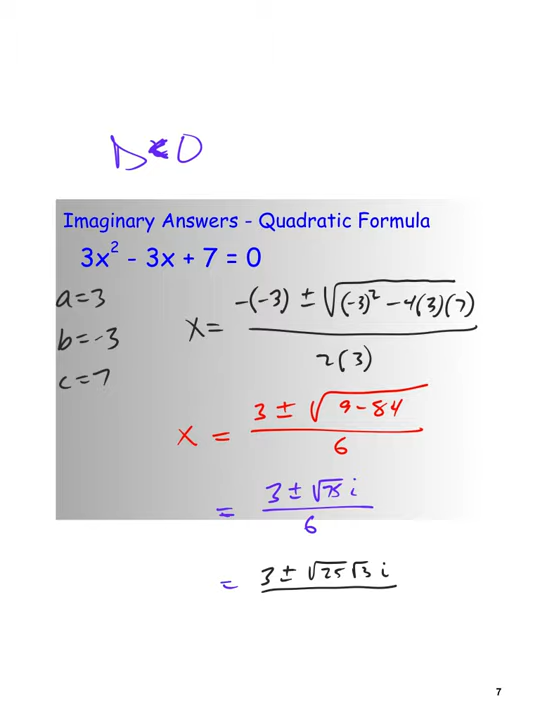 D < 0
Imaginary Answers - Quadratic Formula
3x² - 3x + 7 = 0
a = 3
b = -3
c = 7
x = (-(-3) ± √((-3)² - 4(3)(7))) / 2(3)
x = (3 ± √(9 - 84)) / 6
= (3 ± √75 i) / 6
= 3 ± √25 √3 i
7